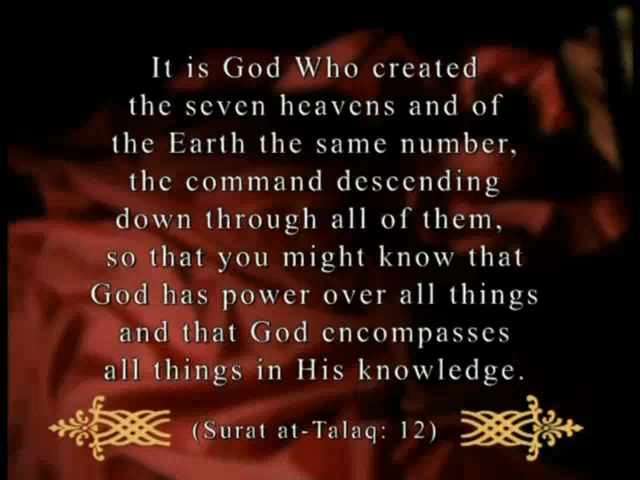 It is God Who created
the seven heavens and of
the Earth the same number,
the command descending
down through all of them,
so that you might know that
God has power over all things
and that God encompasses
all things in His knowledge.
(Surat at-Talaq: 12)